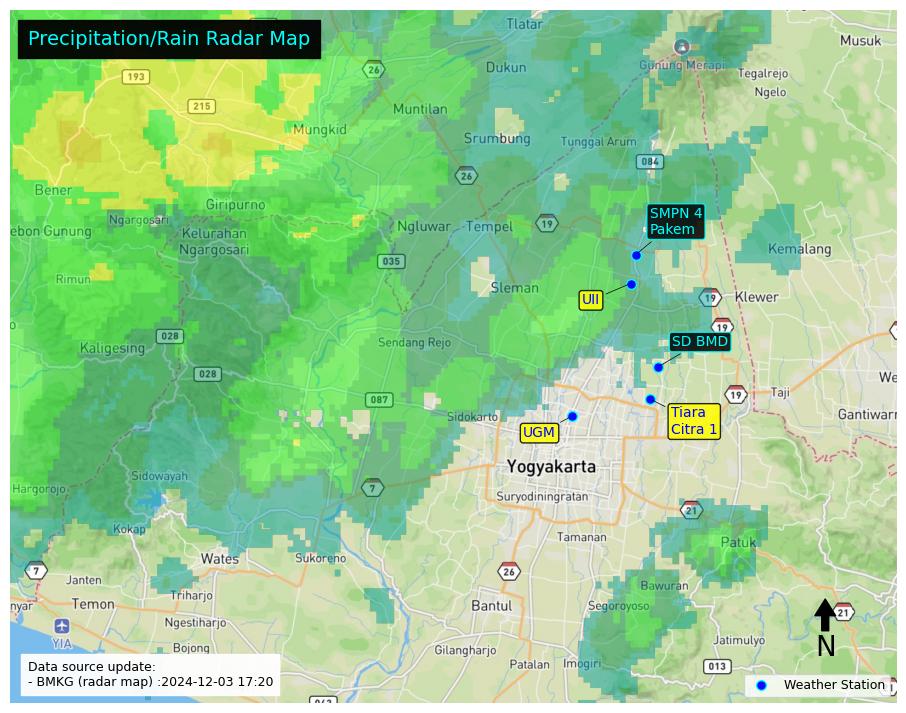 Precipitation/Rain Radar Map
Tlatar
Musuk
Gunung Merapi
26
Dukun
Tegalrejo
193
Ngelo
215
Muntilan
Mungkid
Srumbung
Tunggal Arum
084
26
Bener
Giripurno
SMPN 4
Pakem
Ngargosari
Ngluwar
Tempel
19
ebon Gunung
Kelurahan
Ngargosari
Kemalang
035
Rimun
Sleman
UII
19
Klewer
19
028
Sendang Rejo
SD BMD
Kaligesing
028
We
Taji
19
087
Sidokarto
Tiara
Citra 1
Gantiwarn
UGM
Yogyakarta
Sidowayah
Hargorojo
7
Suryodiningratan
21
Kokap
Tamanan
Patuk
Wates
Sukoreno
7
26
Janten
Bawuran
Triharjo
nyar
Temon
Bantul
Segoroyoso
21
Ngestiharjo
YIA
N
Bojong
Gilangharjo
Jatimulyo
Patalan
Imogiri
013
Data source update:
- BMKG (radar map) :2024-12-03 17:20
Weather Station